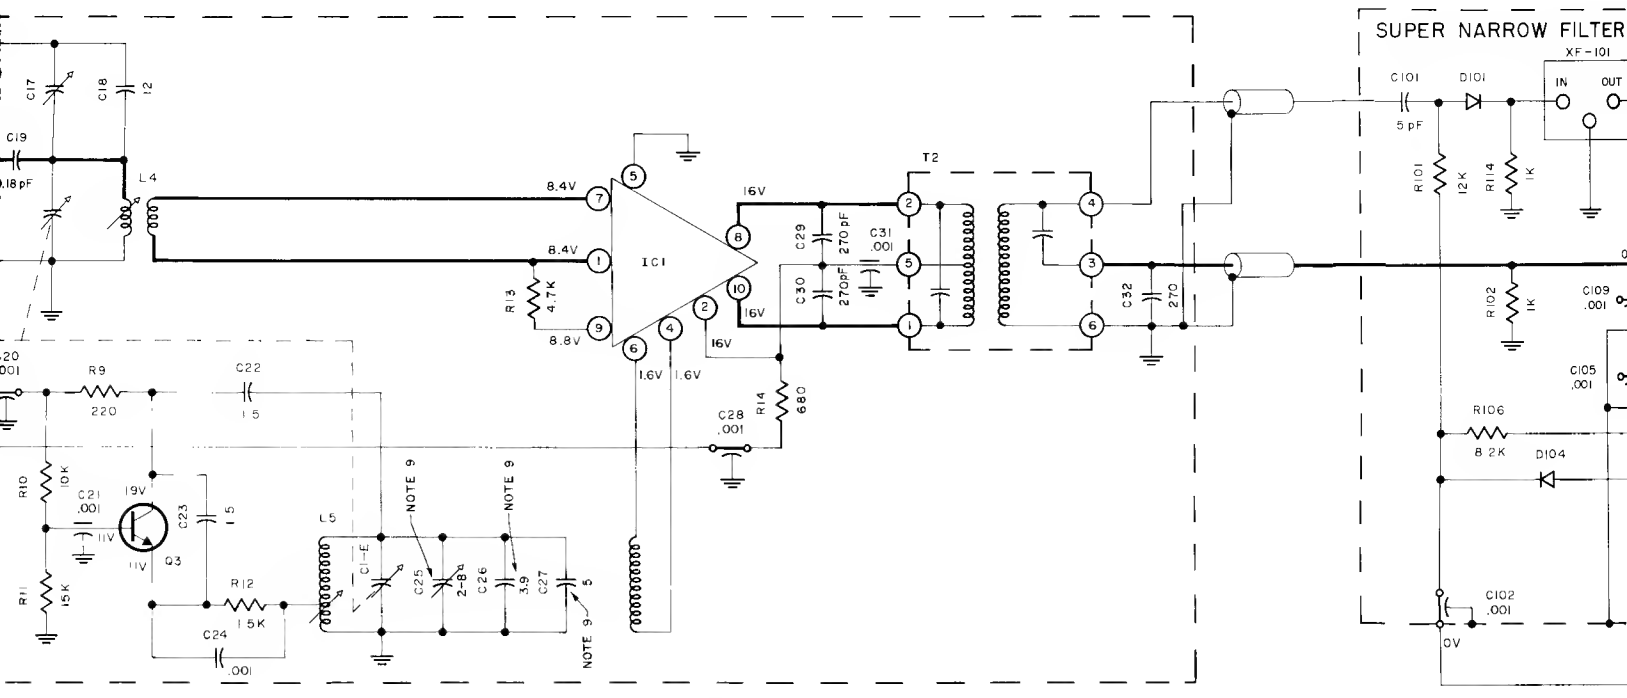 SUPER NARROW FILTER
XF-101
IN
OUT
C101
5 pF
D101
R101
12K
R114
1K
C17
C18
12
C19
0.18 pF
L4
8.4V
7
5
8.4V
1
IC1
R13
4.7K
9
8.8V
6
1.6V
4
1.6V
2
16V
8
16V
10
16V
C29
270 pF
C30
270pF
C31
.001
T2
2
5
1
4
3
6
C32
270
R102
1K
C109
.001
C105
.001
R106
8.2K
D104
C102
.001
0V
R14
680
C28
.001
C20
.001
R9
220
C22
1.5
R10
10K
C21
.001
11V
19V
11V
Q3
C23
15
R11
15K
R12
1.5K
C24
.001
L5
C1-E
C25
2-8
NOTE 9
C26
3.9
NOTE 9
C27
5
NOTE 9